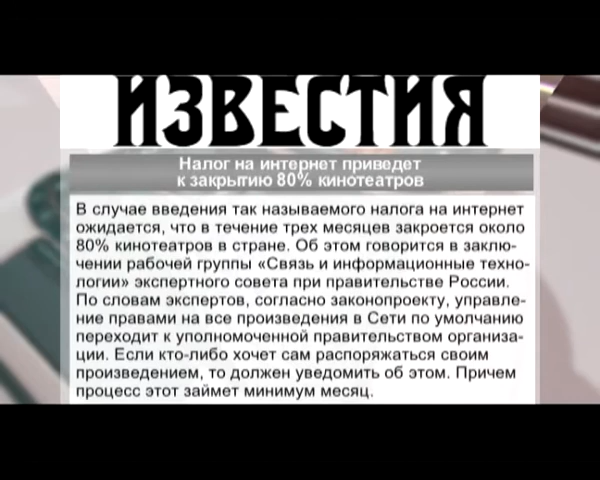 ИЗВЕСТИЯ
Налог на интернет приведет
к закрытию 80% кинотеатров
В случае введения так называемого налога на интернет
ожидается, что в течение трех месяцев закроется около
80% кинотеатров в стране. Об этом говорится в заклю-
чении рабочей группы «Связь и информационные техно-
логии» экспертного совета при правительстве России.
По словам экспертов, согласно законопроекту, управле-
ние правами на все произведения в Сети по умолчанию
переходит к уполномоченной правительством организа-
ции. Если кто-либо хочет сам распоряжаться своим
произведением, то должен уведомить об этом. Причем
процесс этот займет минимум месяц.